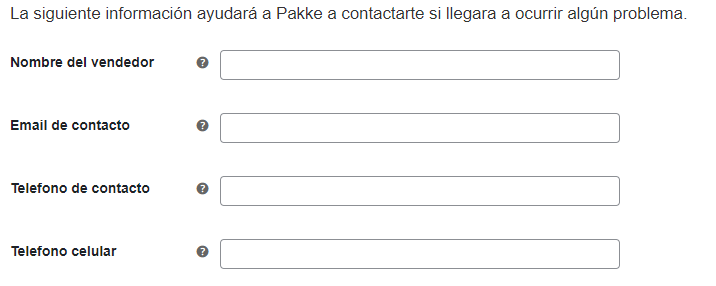 La siguiente información ayudará a Pakke a contactarte si llegara a ocurrir algún problema.
Nombre del vendedor ?
Email de contacto ?
Telefono de contacto ?
Telefono celular ?